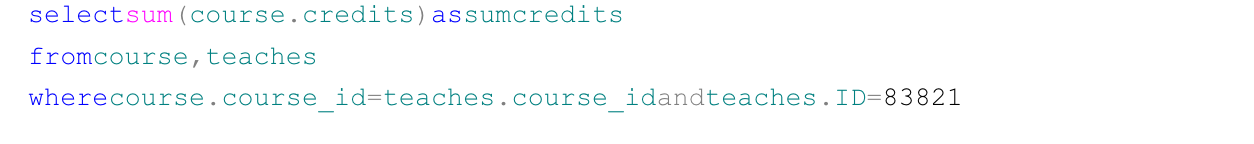 selectsum(course.credits)assumcredits
fromcourse,teaches
wherecourse.course_id=teaches.course_idandteaches.ID=83821